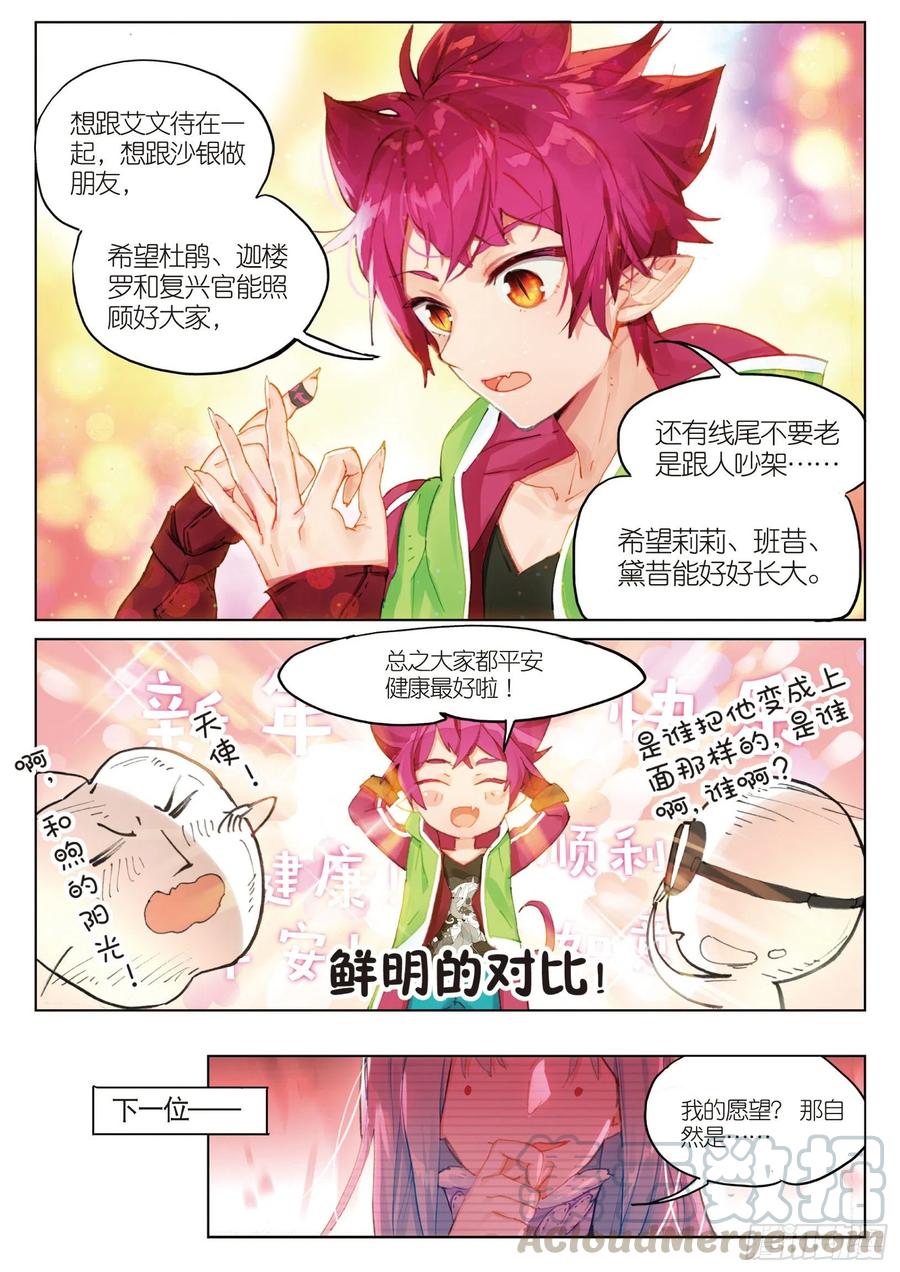 想跟艾文待在一
起，想跟沙银做
朋友，
希望杜鹃、迦楼
罗和复兴官能照
顾好大家，
还有线尾不要老
是跟人吵架……
希望莉莉、班昔、
黛昔能好好长大。
总之大家都平安
健康最好啦！
新年快乐
啊，
天使！
和煦的阳光！
是谁把他变成上
面那样的，是谁
啊，谁啊？
健康
顺利
平安
如意
鲜明的对比！
下一位——
我的愿望？ 那自
然是……
AcloudMerge.com